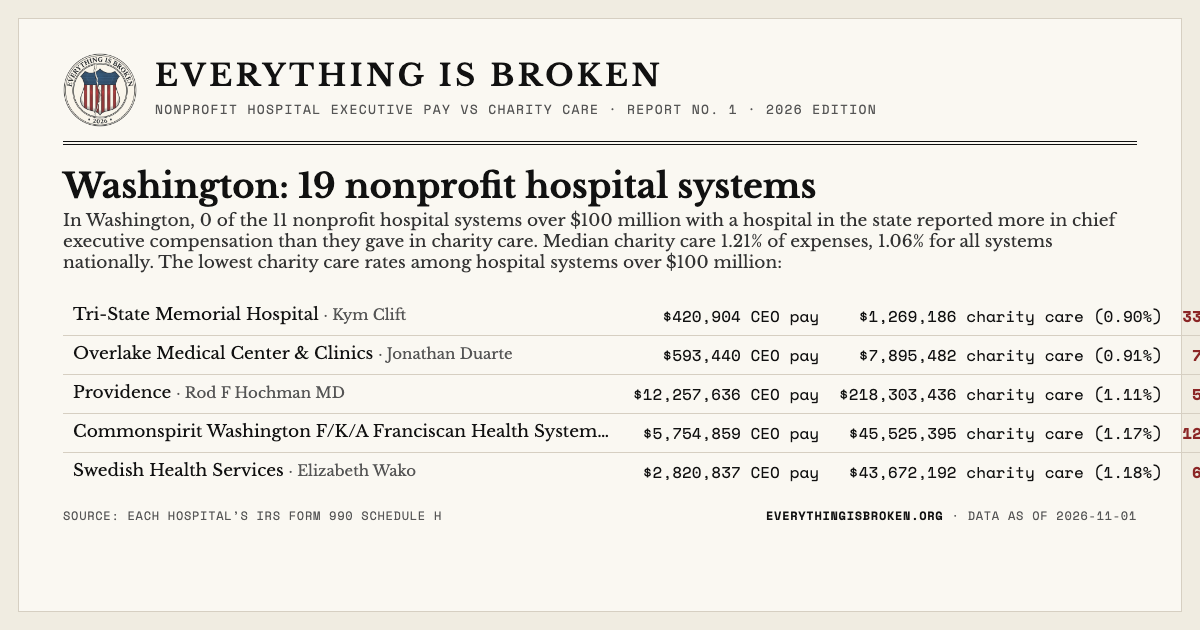 EVERYTHING IS BROKEN
2026
EVERYTHING IS BROKEN
NONPROFIT HOSPITAL EXECUTIVE PAY VS CHARITY CARE · REPORT NO. 1 · 2026 EDITION
Washington: 19 nonprofit hospital systems
In Washington, 0 of the 11 nonprofit hospital systems over $100 million with a hospital in the state reported more in chief
executive compensation than they gave in charity care. Median charity care 1.21% of expenses, 1.06% for all systems
nationally. The lowest charity care rates among hospital systems over $100 million:
Tri-State Memorial Hospital · Kym Clift $420,904 CEO pay $1,269,186 charity care (0.90%) 33
Overlake Medical Center & Clinics · Jonathan Duarte $593,440 CEO pay $7,895,482 charity care (0.91%) 7
Providence · Rod F Hochman MD $12,257,636 CEO pay $218,303,436 charity care (1.11%) 5
Commonspirit Washington F/K/A Franciscan Health System… $5,754,859 CEO pay $45,525,395 charity care (1.17%) 12
Swedish Health Services · Elizabeth Wako $2,820,837 CEO pay $43,672,192 charity care (1.18%) 6
SOURCE: EACH HOSPITAL'S IRS FORM 990 SCHEDULE H EVERYTHINGISBROKEN.ORG · DATA AS OF 2026-11-01